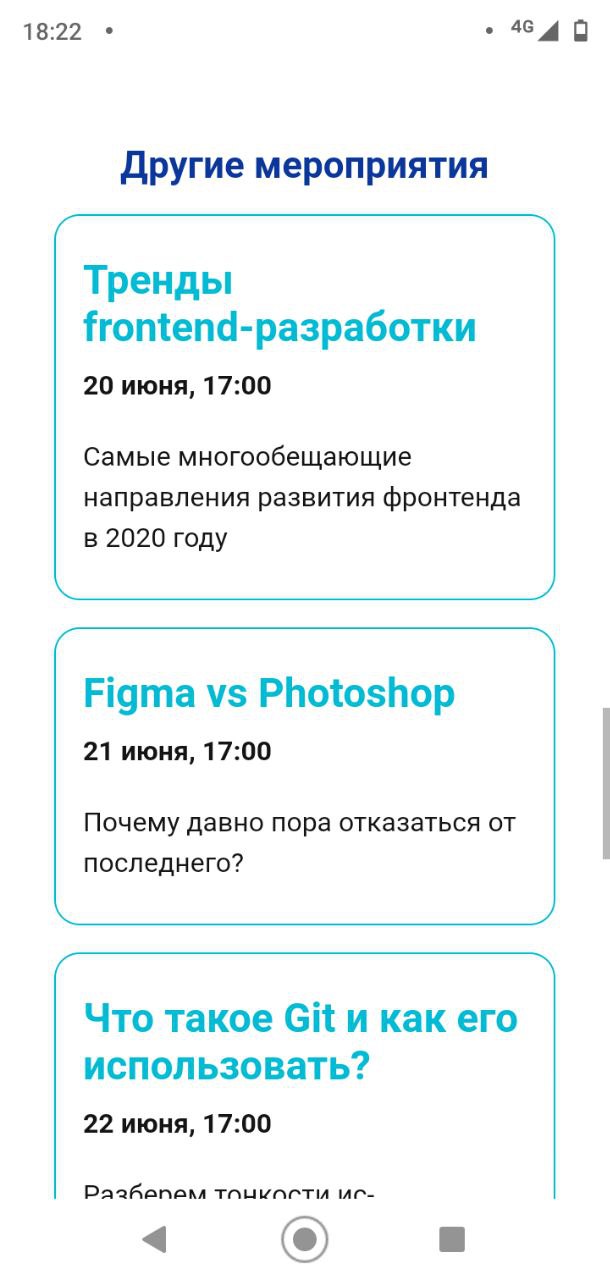 18:22
4G
Другие мероприятия
Тренды
frontend-разработки
20 июня, 17:00
Самые многообещающие
направления развития фронтенда
в 2020 году
Figma vs Photoshop
21 июня, 17:00
Почему давно пора отказаться от
последнего?
Что такое Git и как его
использовать?
22 июня, 17:00
Разберем тонкости ис-